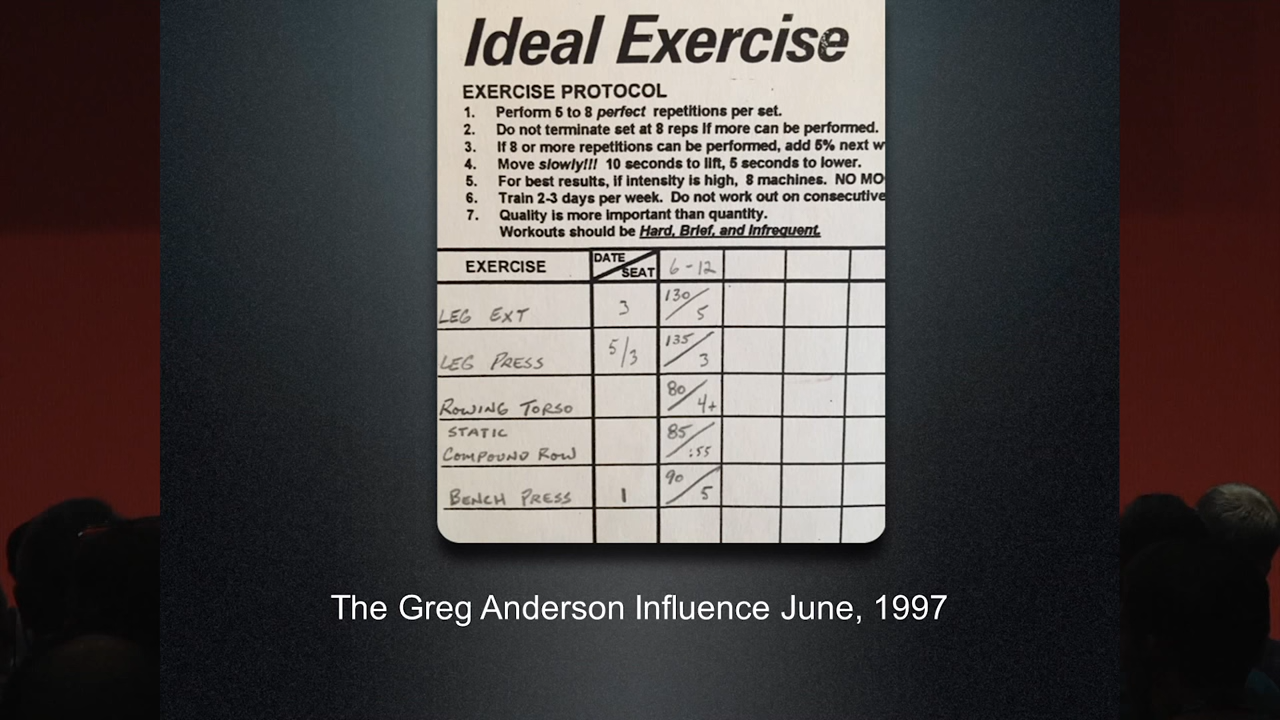 Ideal Exercise
EXERCISE PROTOCOL
1. Perform 5 to 8 perfect repetitions per set.
2. Do not terminate set at 8 reps if more can be performed.
3. If 8 or more repetitions can be performed, add 5% next w
4. Move slowly!!! 10 seconds to lift, 5 seconds to lower.
5. For best results, if intensity is high, 8 machines. NO MO
6. Train 2-3 days per week. Do not work out on consecutive
7. Quality is more important than quantity.
Workouts should be Hard, Brief, and Infrequent.
EXERCISE DATE/SEAT 6-12
LEG EXT 3 130/5
LEG PRESS 5/3 135/3
ROWING TORSO 80/4+
STATIC
COMPOUND ROW 85/:55
BENCH PRESS 1 90/5
The Greg Anderson Influence June, 1997